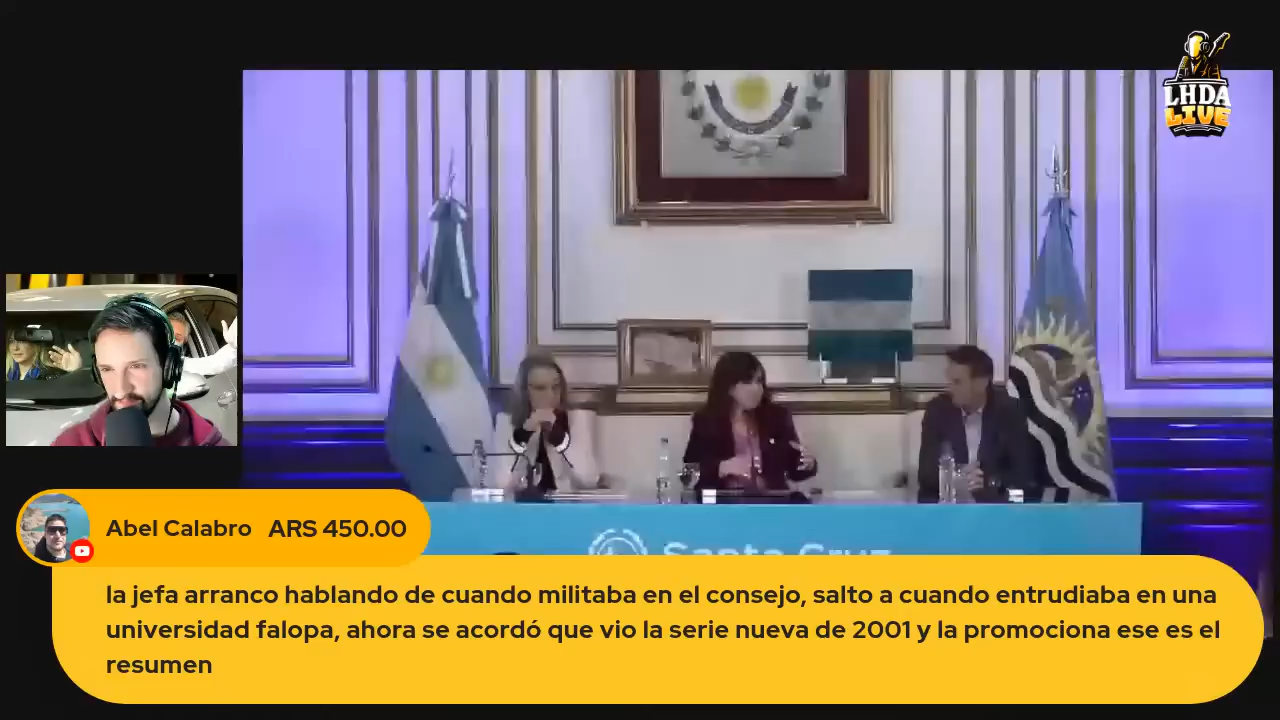 LHDA
LIVE
Santa Cruz
Abel Calabro ARS 450.00
la jefa arranco hablando de cuando militaba en el consejo, salto a cuando entrudiaba en una
universidad falopa, ahora se acordó que vio la serie nueva de 2001 y la promociona ese es el
resumen